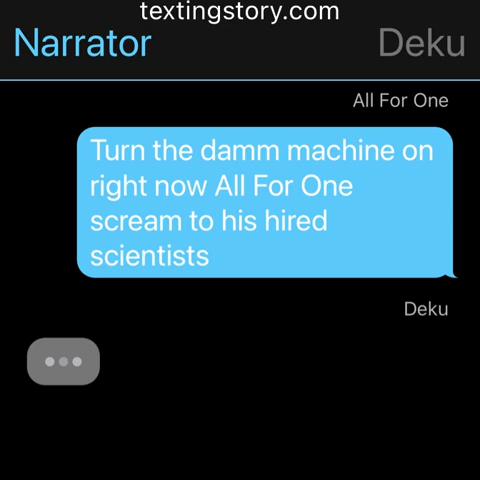 textingstory.com
Narrator Deku
All For One
Turn the damm machine on
right now All For One
scream to his hired
scientists
Deku